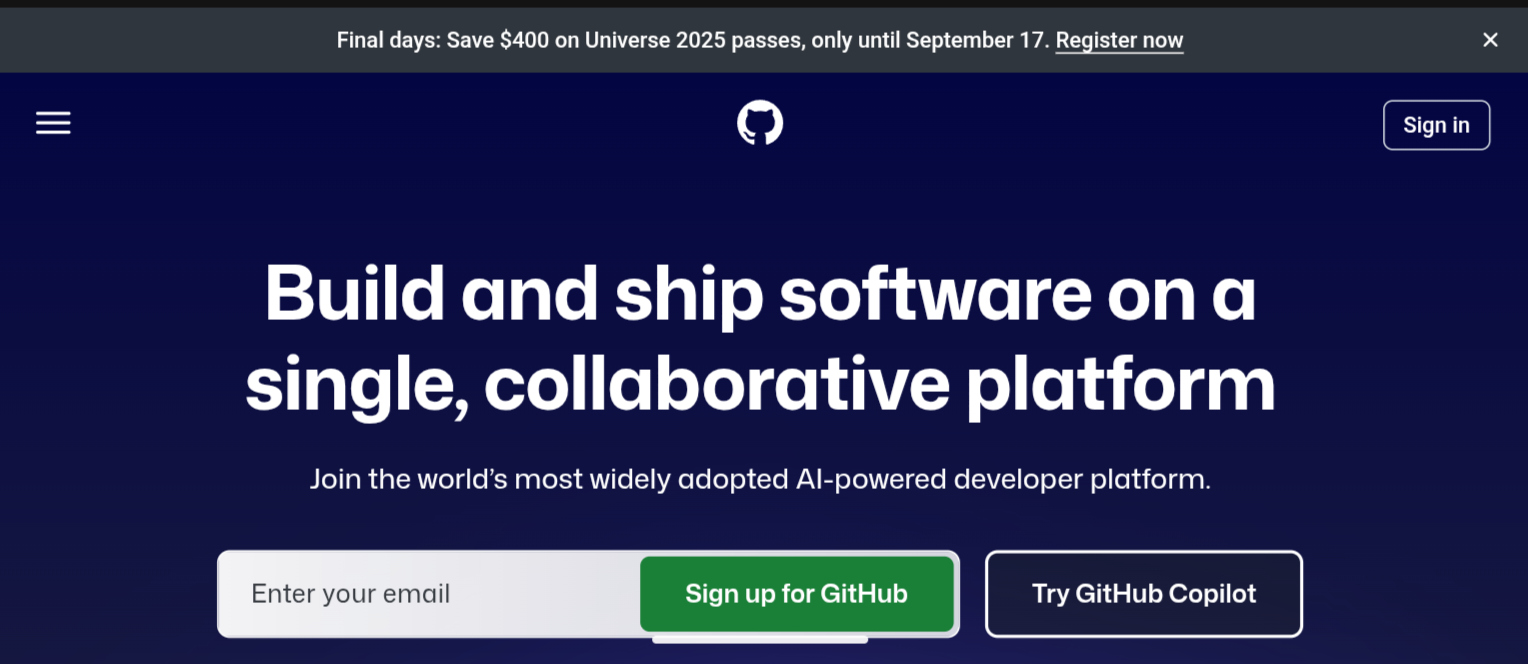 Final days: Save $400 on Universe 2025 passes, only until September 17. Register now
Sign in
Build and ship software on a
single, collaborative platform
Join the world’s most widely adopted AI-powered developer platform.
Enter your email
Sign up for GitHub
Try GitHub Copilot